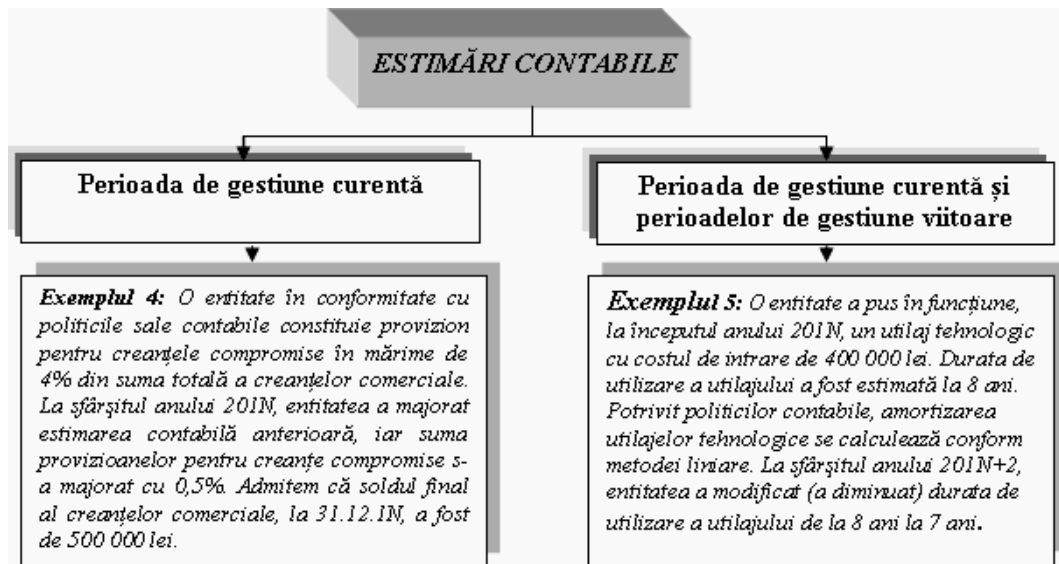 ESTIMĂRI CONTABILE
Perioada de gestiune curentă
Perioada de gestiune curentă și
perioadelor de gestiune viitoare
Exemplul 4: O entitate în conformitate cu
politicile sale contabile constituie provizion
pentru creanțele compromise în mărime de
4% din suma totală a creanțelor comerciale.
La sfârșitul anului 201N, entitatea a majorat
estimarea contabilă anterioară, iar suma
provizioanelor pentru creanțe compromise s-
a majorat cu 0,5%. Admitem că soldul final
al creanțelor comerciale, la 31.12.1N, a fost
de 500 000 lei.
Exemplul 5: O entitate a pus în funcțiune,
la începutul anului 201N, un utilaj tehnologic
cu costul de intrare de 400 000 lei. Durata de
utilizare a utilajului a fost estimată la 8 ani.
Potrivit politicilor contabile, amortizarea
utilajelor tehnologice se calculează conform
metodei liniare. La sfârșitul anului 201N+2,
entitatea a modificat (a diminuat) durata de
utilizare a utilajului de la 8 ani la 7 ani.